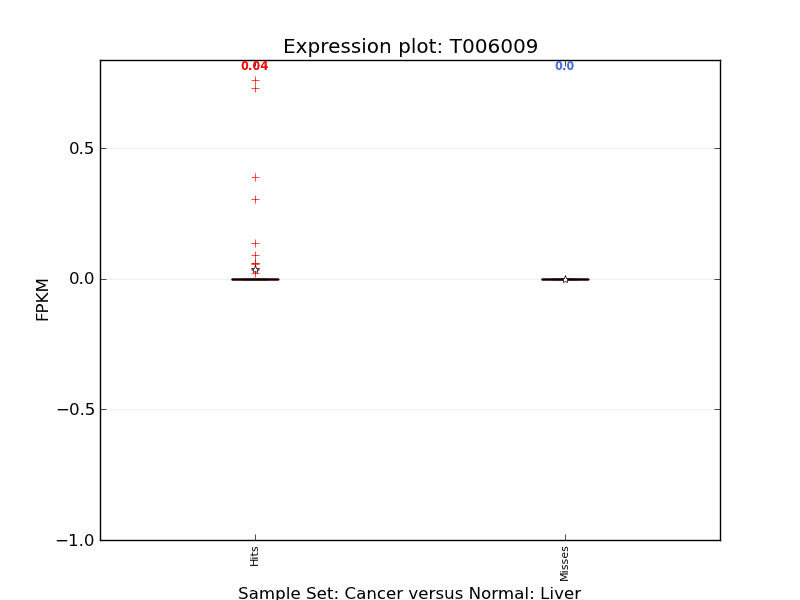 Expression plot: T006009
0.04
0.0
0.5
0.0
−0.5
−1.0
FPKM
Hits
Misses
Sample Set: Cancer versus Normal: Liver